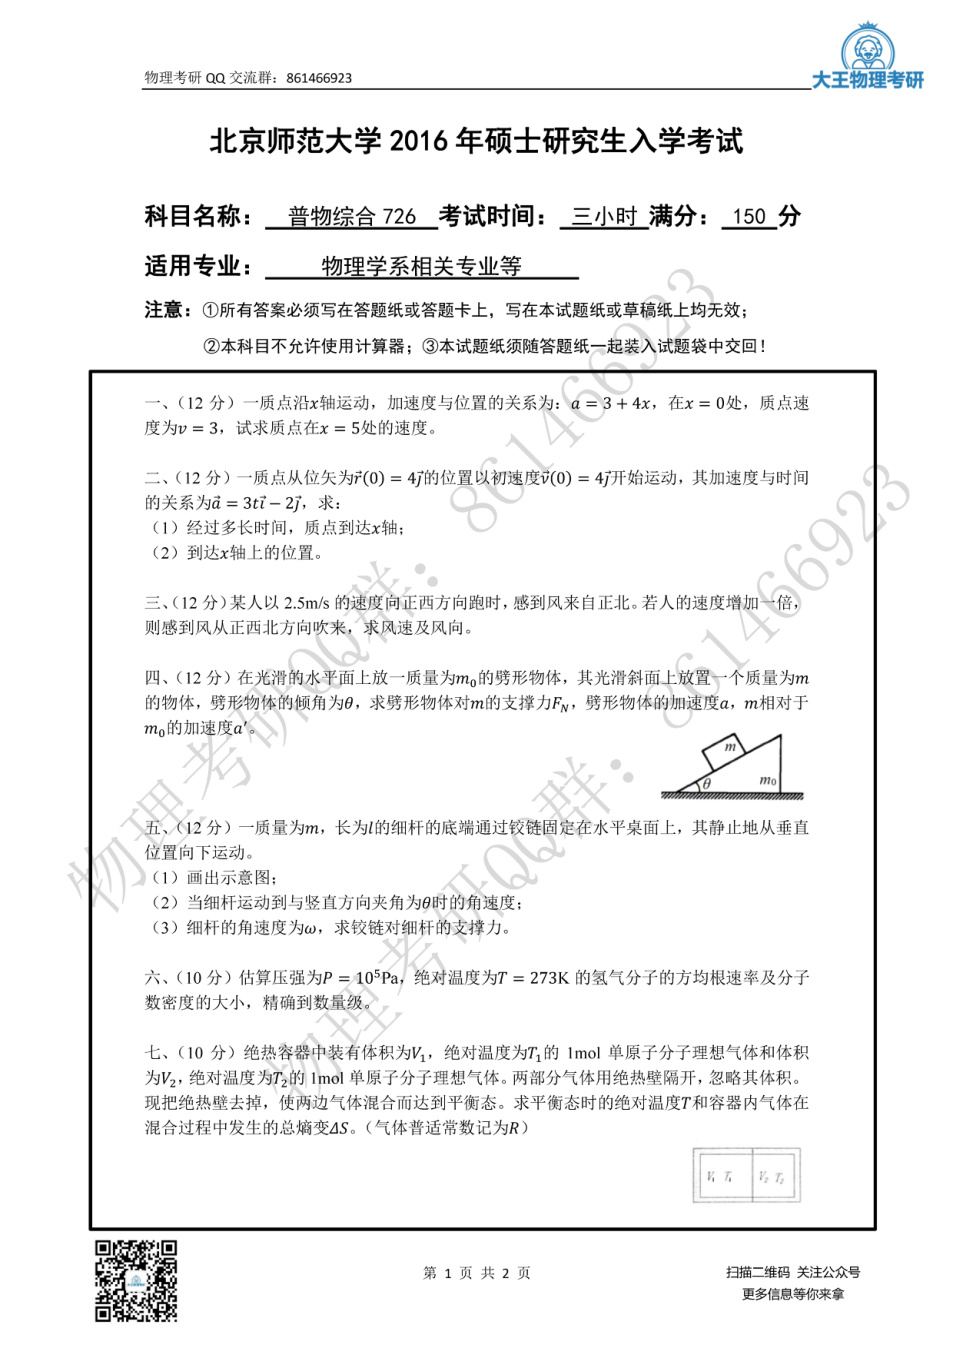 物理考研 QQ 交流群：861466923
大王物理考研
北京师范大学 2016 年硕士研究生入学考试
科目名称： 普物综合 726 考试时间： 三小时 满分： 150 分
适用专业： 物理学系相关专业等
注意：①所有答案必须写在答题纸或答题卡上，写在本试题纸或草稿纸上均无效；
②本科目不允许使用计算器；③本试题纸须随答题纸一起装入试题袋中交回！
一、（12 分）一质点沿x轴运动，加速度与位置的关系为：a = 3 + 4x，在x = 0处，质点速
度为v = 3，试求质点在x = 5处的速度。
二、（12 分）一质点从位矢为r⃗(0) = 4j⃗的位置以初速度v⃗(0) = 4j⃗开始运动，其加速度与时间
的关系为a⃗ = 3ti⃗ − 2j⃗，求：
（1）经过多长时间，质点到达x轴；
（2）到达x轴上的位置。
三、（12 分）某人以 2.5m/s 的速度向正西方向跑时，感到风来自正北。若人的速度增加一倍，
则感到风从正西北方向吹来，求风速及风向。
四、（12 分）在光滑的水平面上放一质量为m₀的劈形物体，其光滑斜面上放置一个质量为m
的物体，劈形物体的倾角为θ，求劈形物体对m的支撑力F_N，劈形物体的加速度a，m相对于
m₀的加速度a′。
m
θ
m₀
五、（12 分）一质量为m，长为l的细杆的底端通过铰链固定在水平桌面上，其静止地从垂直
位置向下运动。
（1）画出示意图；
（2）当细杆运动到与竖直方向夹角为θ时的角速度；
（3）细杆的角速度为ω，求铰链对细杆的支撑力。
六、（10 分）估算压强为P = 10⁵Pa，绝对温度为T = 273K 的氢气分子的方均根速率及分子
数密度的大小，精确到数量级。
七、（10 分）绝热容器中装有体积为V₁，绝对温度为T₁的 1mol 单原子分子理想气体和体积
为V₂，绝对温度为T₂的 1mol 单原子分子理想气体。两部分气体用绝热壁隔开，忽略其体积。
现把绝热壁去掉，使两边气体混合而达到平衡态。求平衡态时的绝对温度T和容器内气体在
混合过程中发生的总熵变ΔS。（气体普适常数记为R）
V₁ T₁ V₂ T₂
物理考研QQ群：861466923
物理考研QQ群：861466923
第 1 页 共 2 页
扫描二维码 关注公众号
更多信息等你来拿